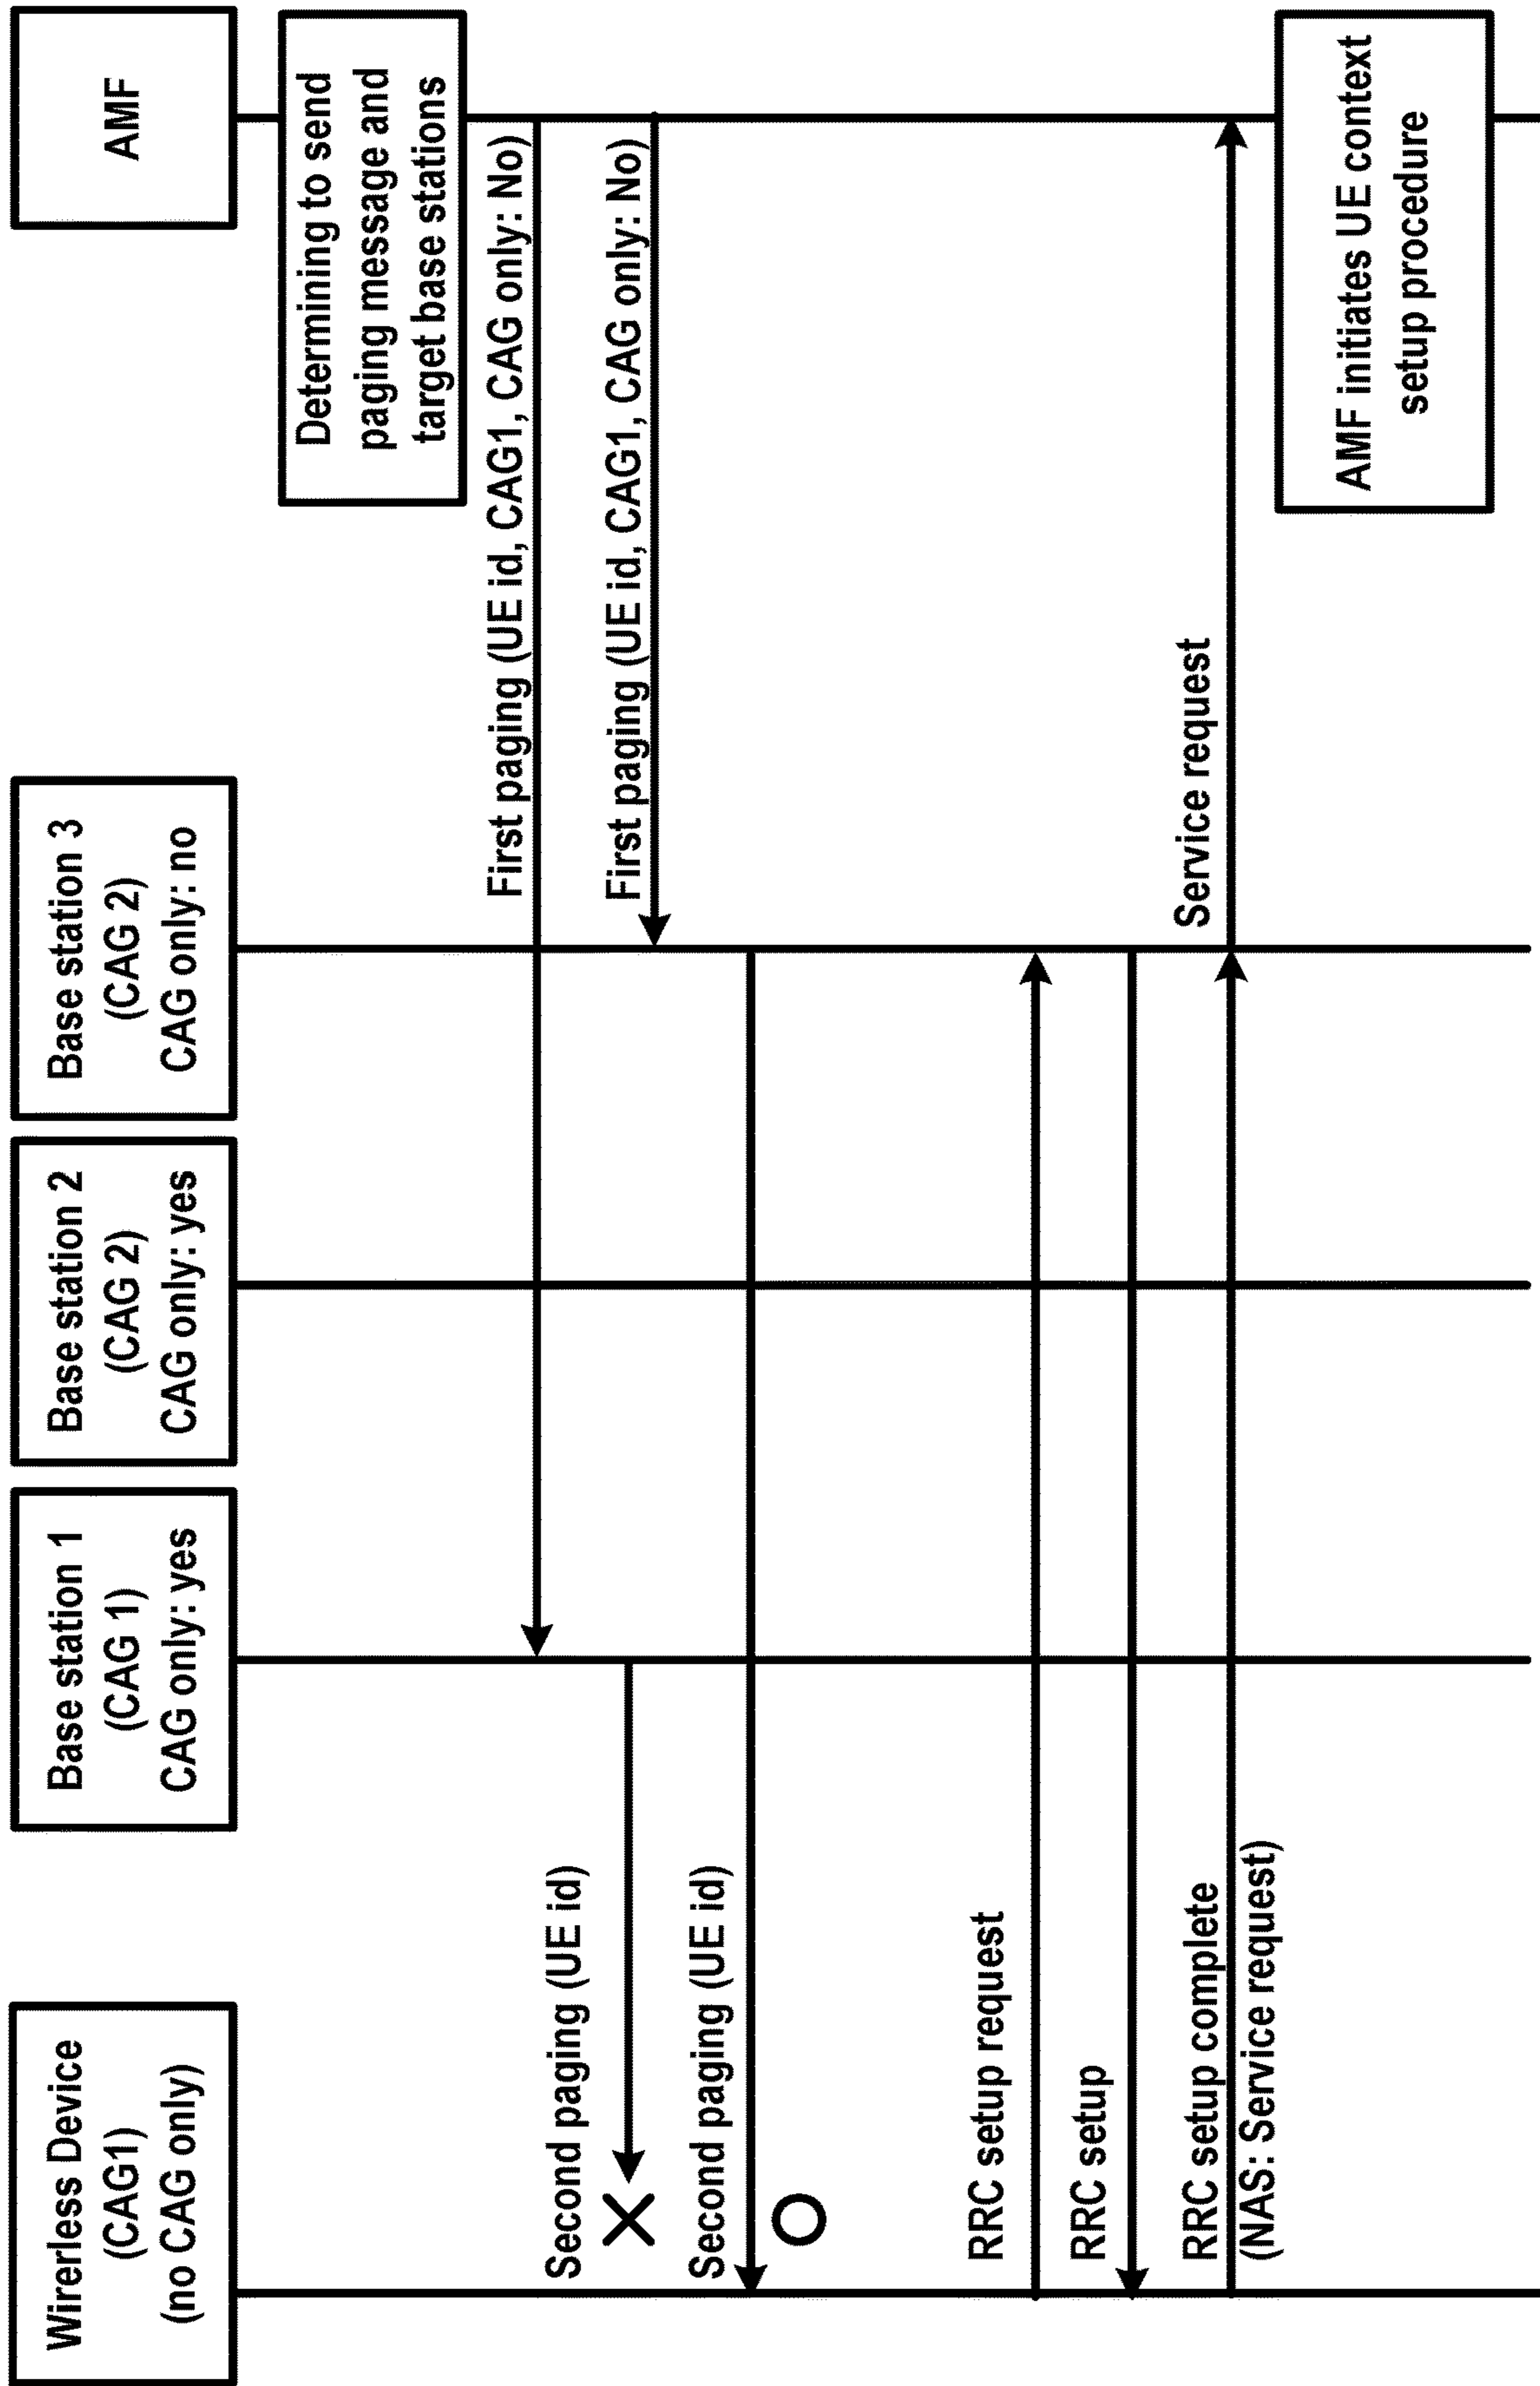 Wirerless Device
(CAG1)
(no CAG only)
Base station 1
(CAG 1)
CAG only: yes
Base station 2
(CAG 2)
CAG only: yes
Base station 3
(CAG 2)
CAG only: no
AMF
Determining to send
paging message and
target base stations
First paging (UE id, CAG1, CAG only: No)
Second paging (UE id)
First paging (UE id, CAG1, CAG only: No)
Second paging (UE id)
RRC setup request
RRC setup
RRC setup complete
(NAS: Service request)
Service request
AMF initiates UE context
setup procedure